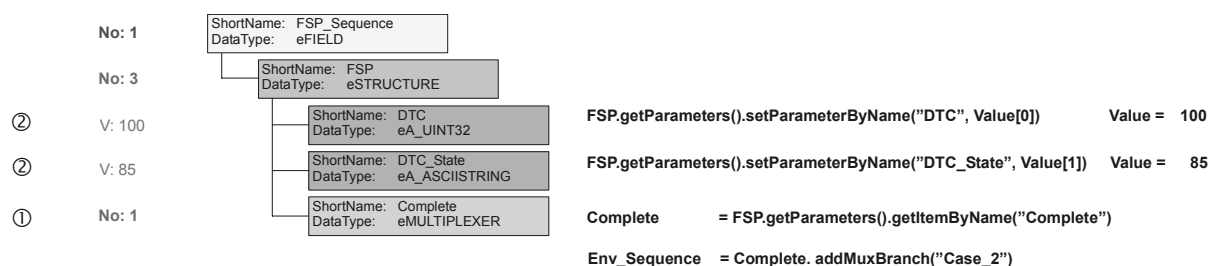 No: 1
ShortName: FSP_Sequence
DataType: eFIELD
No: 3
ShortName: FSP
DataType: eSTRUCTURE
② V: 100
ShortName: DTC
DataType: eA_UINT32
FSP.getParameters().setParameterByName(”DTC”, Value[0]) Value = 100
② V: 85
ShortName: DTC_State
DataType: eA_ASCIISTRING
FSP.getParameters().setParameterByName(”DTC_State”, Value[1]) Value = 85
① No: 1
ShortName: Complete
DataType: eMULTIPLEXER
Complete = FSP.getParameters().getItemByName(”Complete”)
Env_Sequence = Complete. addMuxBranch(”Case_2”)